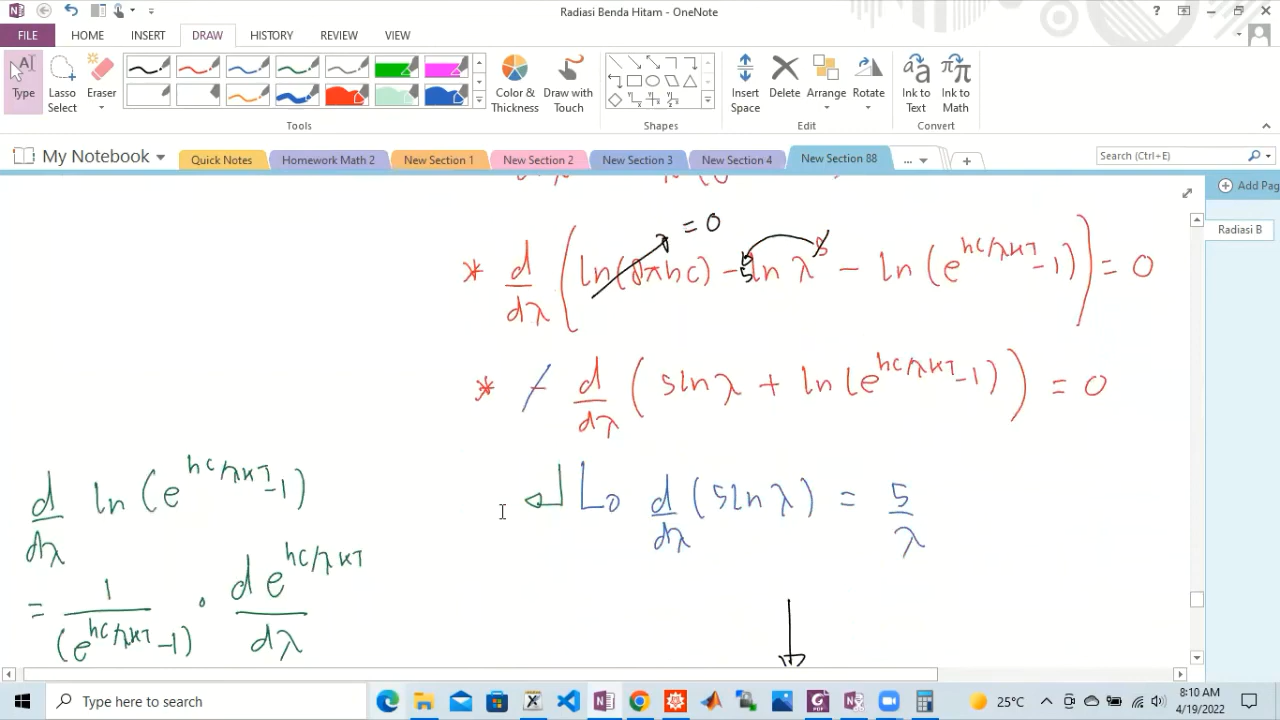 Radiasi Benda Hitam - OneNote
FILE HOME INSERT DRAW HISTORY REVIEW VIEW
Type Lasso Select Eraser Color & Thickness Draw with Touch Insert Space Delete Arrange Rotate Ink to Text Ink to Math
Tools Shapes Edit Convert
My Notebook Quick Notes Homework Math 2 New Section 1 New Section 2 New Section 3 New Section 4 New Section 88 ... + Search (Ctrl+E)
Add Pag
Radiasi B
= 0
* d/dλ (ln(8πhc) - 5 ln λ^5 - ln(e^{hc/λkT} -1)) = 0
* - d/dλ (5lnλ + ln(e^{hc/λkT} -1)) = 0
d/dλ (5lnλ) = 5/λ
d/dλ ln(e^{hc/λkT} -1)
= 1/(e^{hc/λkT} -1) · d e^{hc/λkT}/dλ
Type here to search 25°C 8:10 AM
4/19/2022